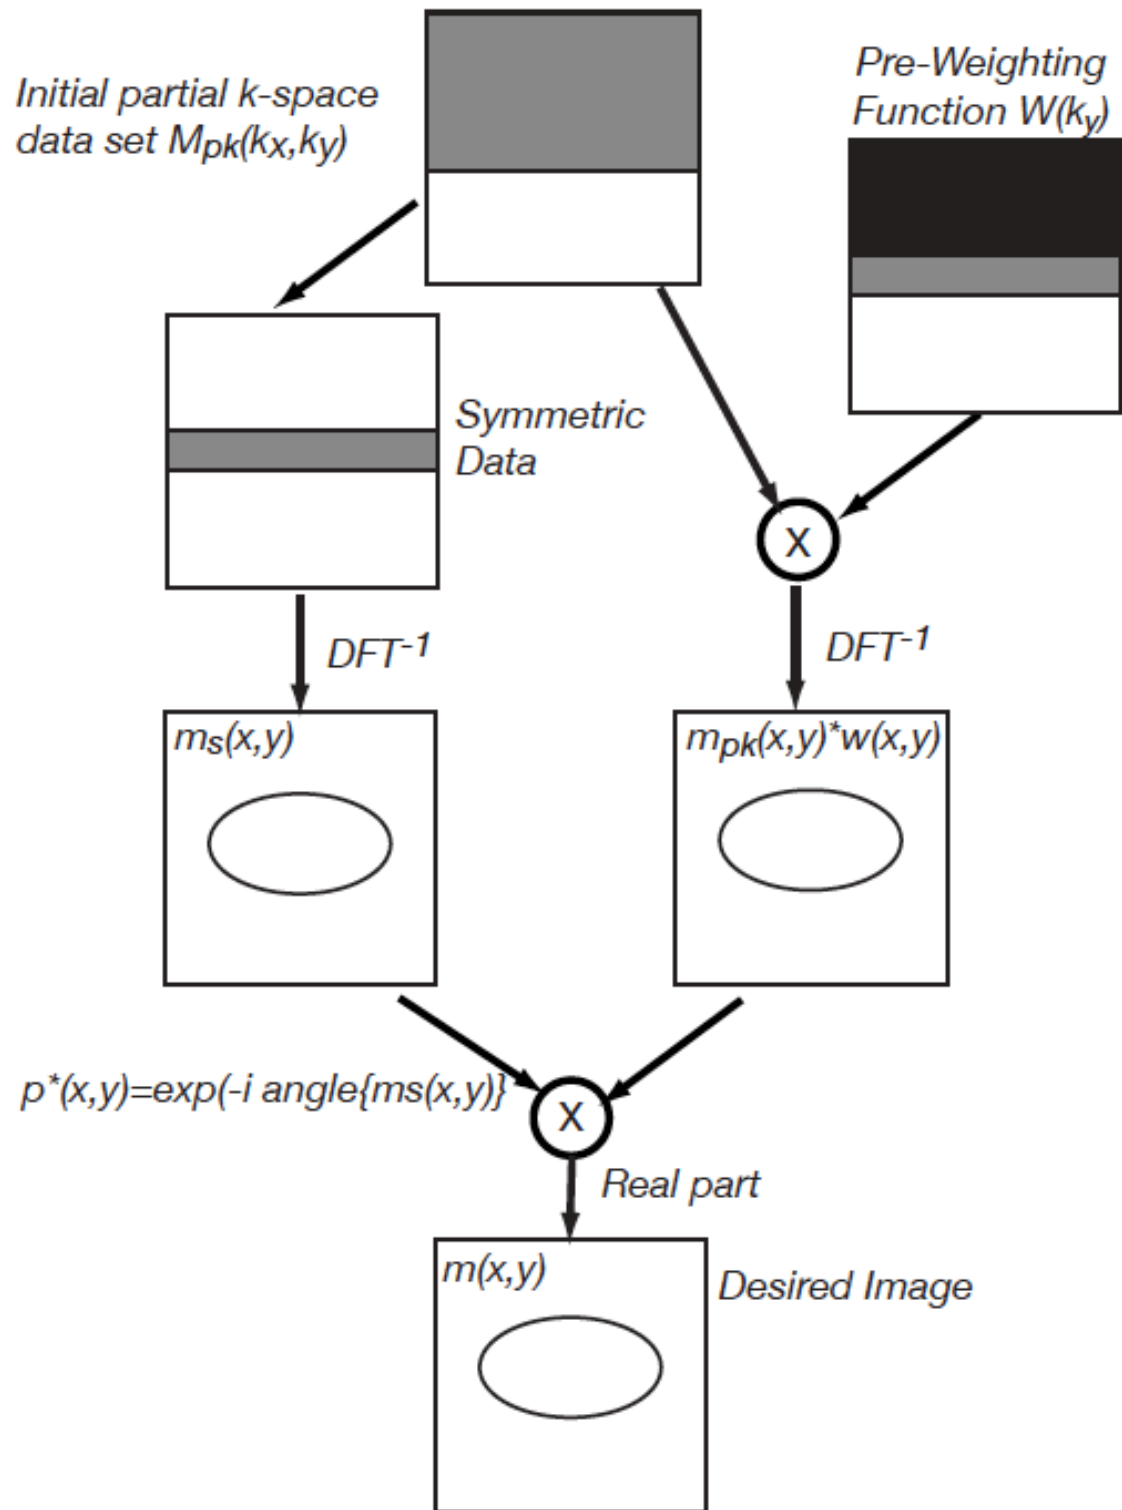 Initial partial k-space
data set Mpk(kx,ky)
Pre-Weighting
Function W(ky)
Symmetric
Data
X
DFT-1
DFT-1
ms(x,y)
mpk(x,y)*w(x,y)
p*(x,y)=exp(-i angle{ms(x,y)}
X
Real part
m(x,y)
Desired Image